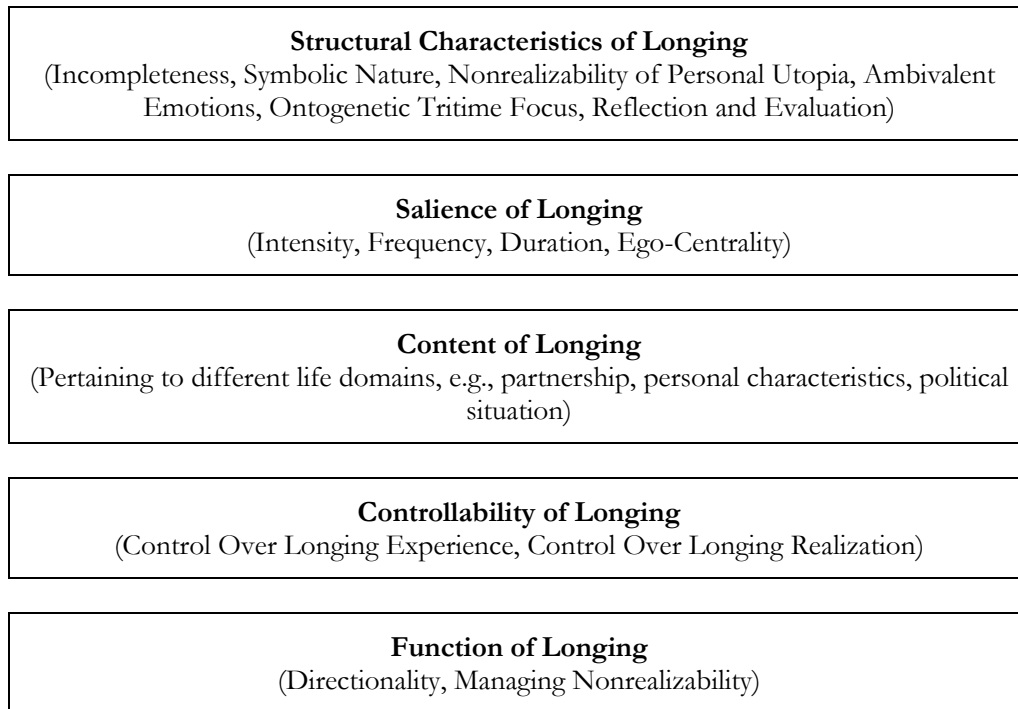 Structural Characteristics of Longing
(Incompleteness, Symbolic Nature, Nonrealizability of Personal Utopia, Ambivalent
Emotions, Ontogenetic Tritime Focus, Reflection and Evaluation)
Salience of Longing
(Intensity, Frequency, Duration, Ego-Centrality)
Content of Longing
(Pertaining to different life domains, e.g., partnership, personal characteristics, political
situation)
Controllability of Longing
(Control Over Longing Experience, Control Over Longing Realization)
Function of Longing
(Directionality, Managing Nonrealizability)